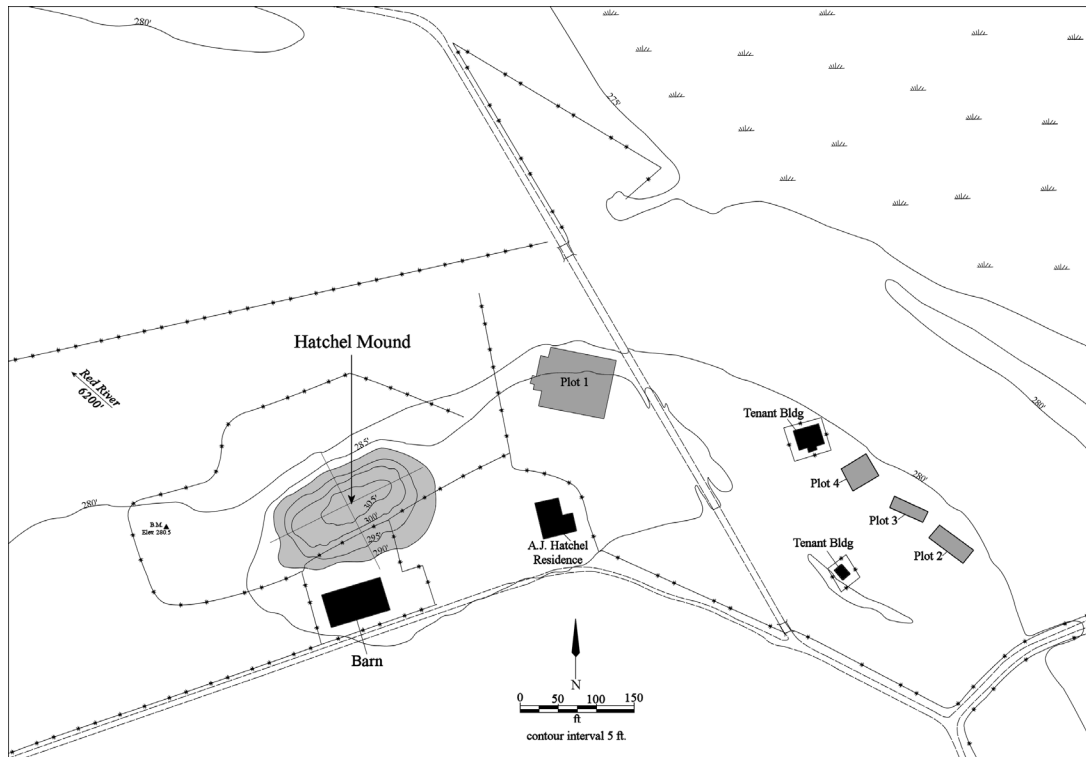 280'
275'
Hatchel Mound
Red River
6200'
Plot 1
Tenant Bldg
285'
280'
280'
305'
300'
295'
290'
B.M.
Elev. 280.5
Plot 4
280'
Plot 3
Plot 2
A.J. Hatchel
Residence
Tenant Bldg
Barn
N
0 50 100 150
ft
contour interval 5 ft.